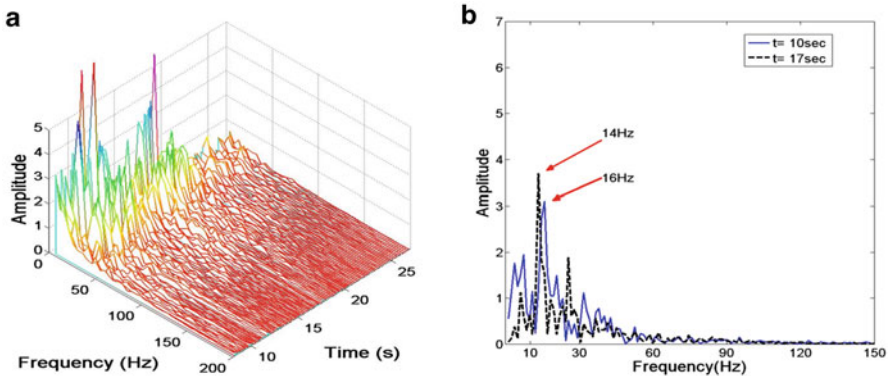 a
Amplitude
5
4
3
2
1
0
0
50
100
150
200
Frequency (Hz)
10
15
20
25
Time (s)
b
7
6
5
4
3
2
1
0
Amplitude
t= 10sec
t= 17sec
14Hz
16Hz
10
30
60
90
120
150
Frequency(Hz)